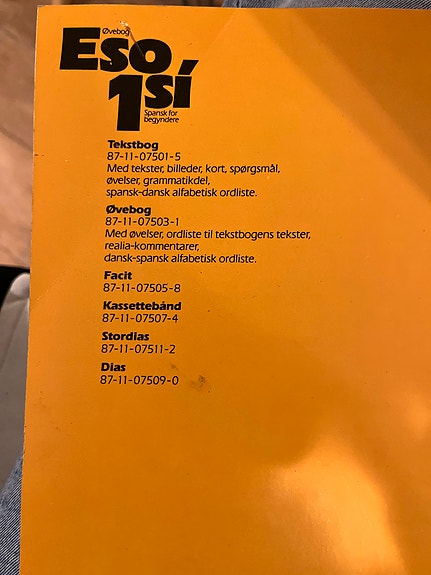 Øvebog
Eso
1 sí
Spansk for
begyndere
Tekstbog
87-11-07501-5
Med tekster, billeder, kort, spørgsmål,
øvelser, grammatikdel,
spansk-dansk alfabetisk ordliste.
Øvebog
87-11-07503-1
Med øvelser, ordliste til tekstbogens tekster,
realia-kommentarer,
dansk-spansk alfabetisk ordliste.
Facit
87-11-07505-8
Kassettebånd
87-11-07507-4
Stordias
87-11-07511-2
Dias
87-11-07509-0